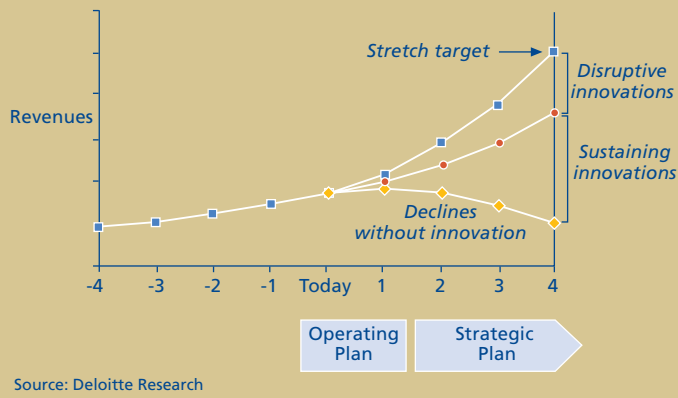 Stretch target
Disruptive
innovations
Revenues
Sustaining
innovations
Declines
without innovation
-4 -3 -2 -1 Today 1 2 3 4
Operating
Plan
Strategic
Plan
Source: Deloitte Research